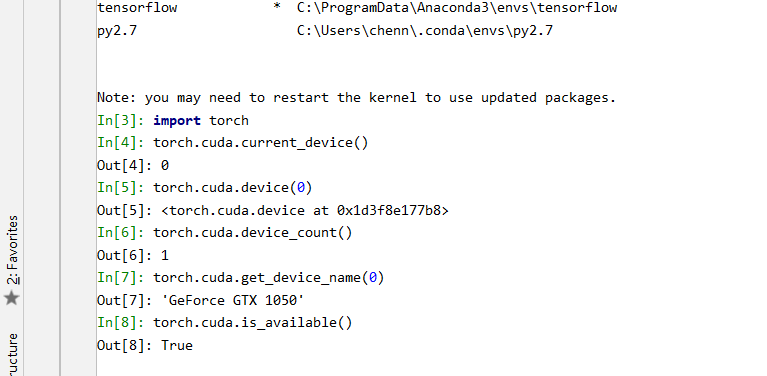 tensorflow * C:\ProgramData\Anaconda3\envs\tensorflow
py2.7 C:\Users\chenn\.conda\envs\py2.7
Note: you may need to restart the kernel to use updated packages.
In[3]: import torch
In[4]: torch.cuda.current_device()
Out[4]: 0
In[5]: torch.cuda.device(0)
Out[5]: <torch.cuda.device at 0x1d3f8e177b8>
In[6]: torch.cuda.device_count()
Out[6]: 1
In[7]: torch.cuda.get_device_name(0)
Out[7]: 'GeForce GTX 1050'
In[8]: torch.cuda.is_available()
Out[8]: True
2: Favorites
ructure